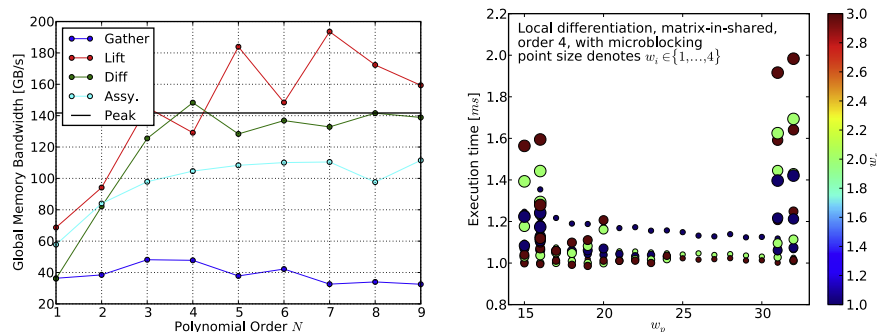 200
180
160
140
120
100
80
60
40
20
Global Memory Bandwidth [GB/s]
Gather
Lift
Diff
Assy.
Peak
1 2 3 4 5 6 7 8 9
Polynomial Order N
2.2
2.0
1.8
1.6
1.4
1.2
1.0
0.8
Execution time [ms]
Local differentiation, matrix-in-shared,
order 4, with microblocking
point size denotes w_i ∈ {1,...,4}
15 20 25 30
w_p
3.0
2.8
2.6
2.4
2.2
2.0
1.8
1.6
1.4
1.2
1.0